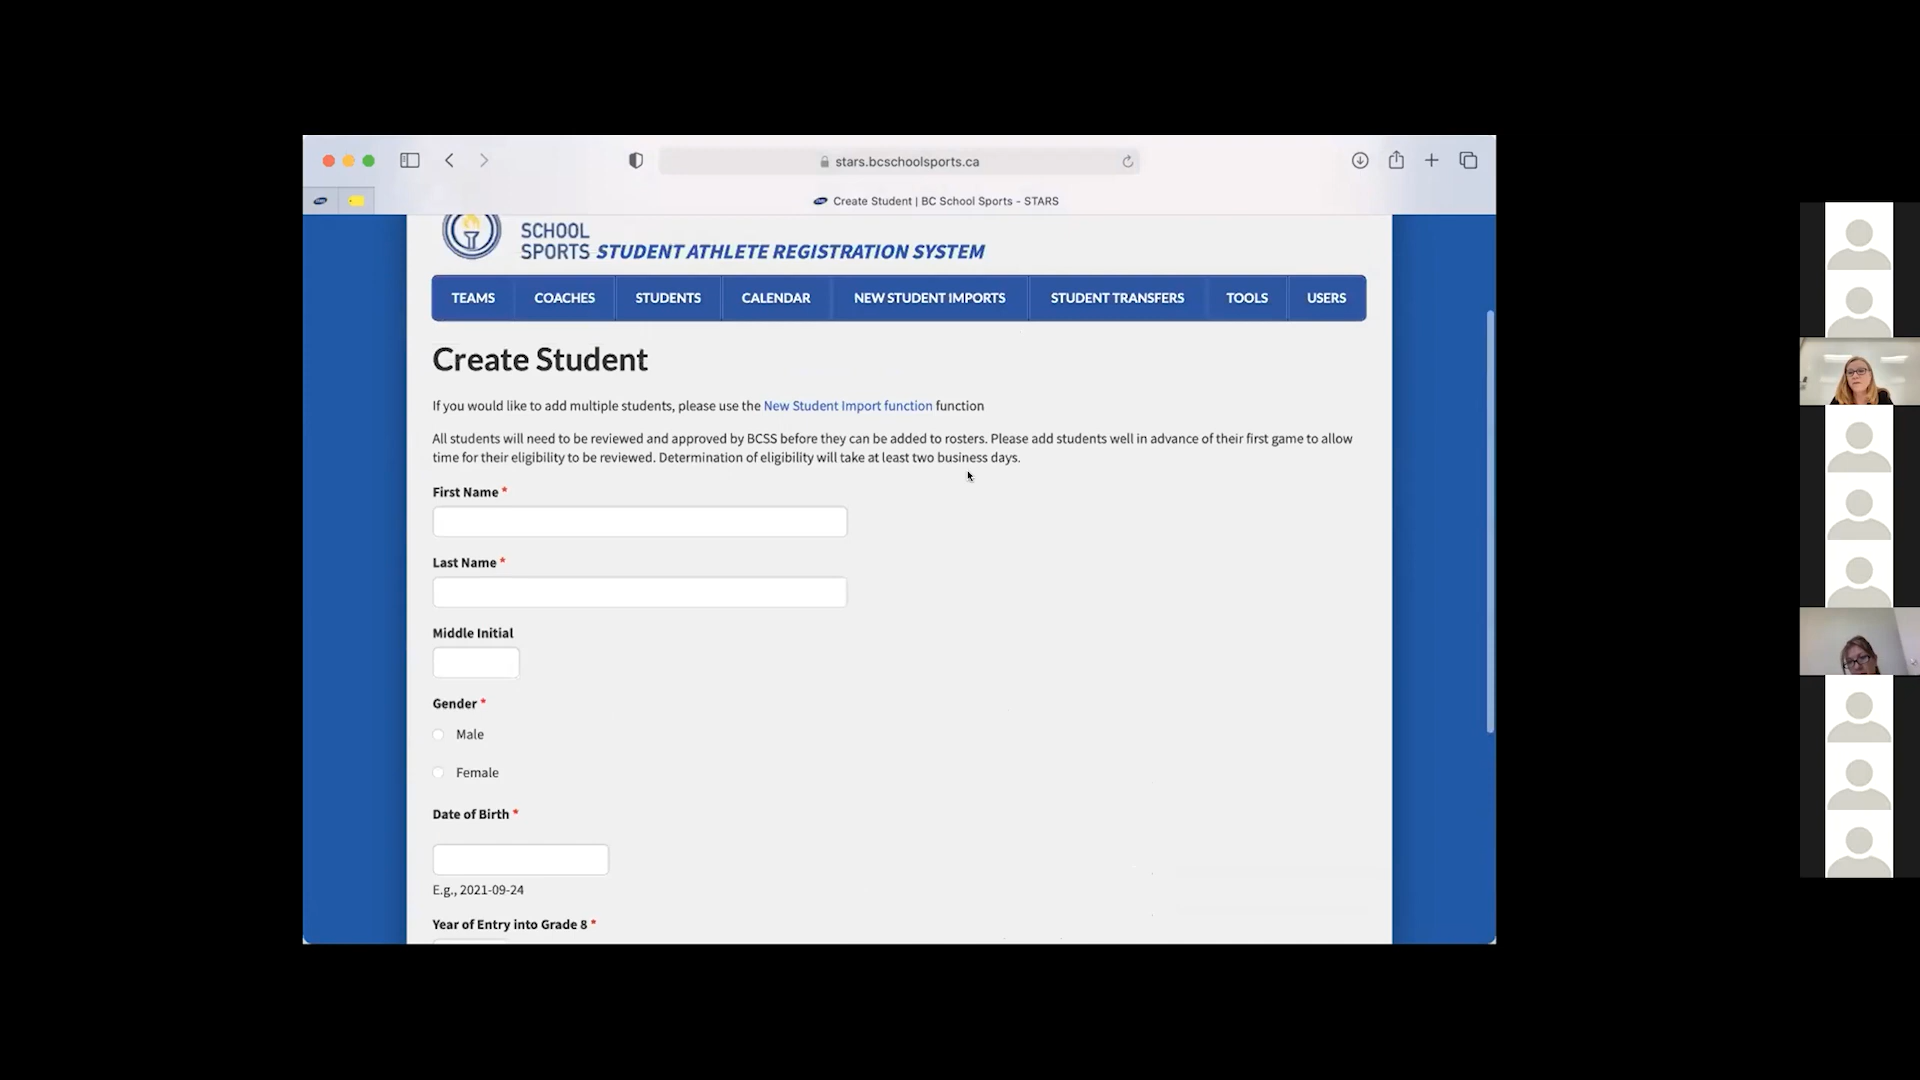 stars.bcschoolsports.ca
Create Student | BC School Sports - STARS
SCHOOL
SPORTS STUDENT ATHLETE REGISTRATION SYSTEM
TEAMS COACHES STUDENTS CALENDAR NEW STUDENT IMPORTS STUDENT TRANSFERS TOOLS USERS
Create Student
If you would like to add multiple students, please use the New Student Import function function
All students will need to be reviewed and approved by BCSS before they can be added to rosters. Please add students well in advance of their first game to allow
time for their eligibility to be reviewed. Determination of eligibility will take at least two business days.
First Name *
Last Name *
Middle Initial
Gender *
Male
Female
Date of Birth *
E.g., 2021-09-24
Year of Entry into Grade 8 *